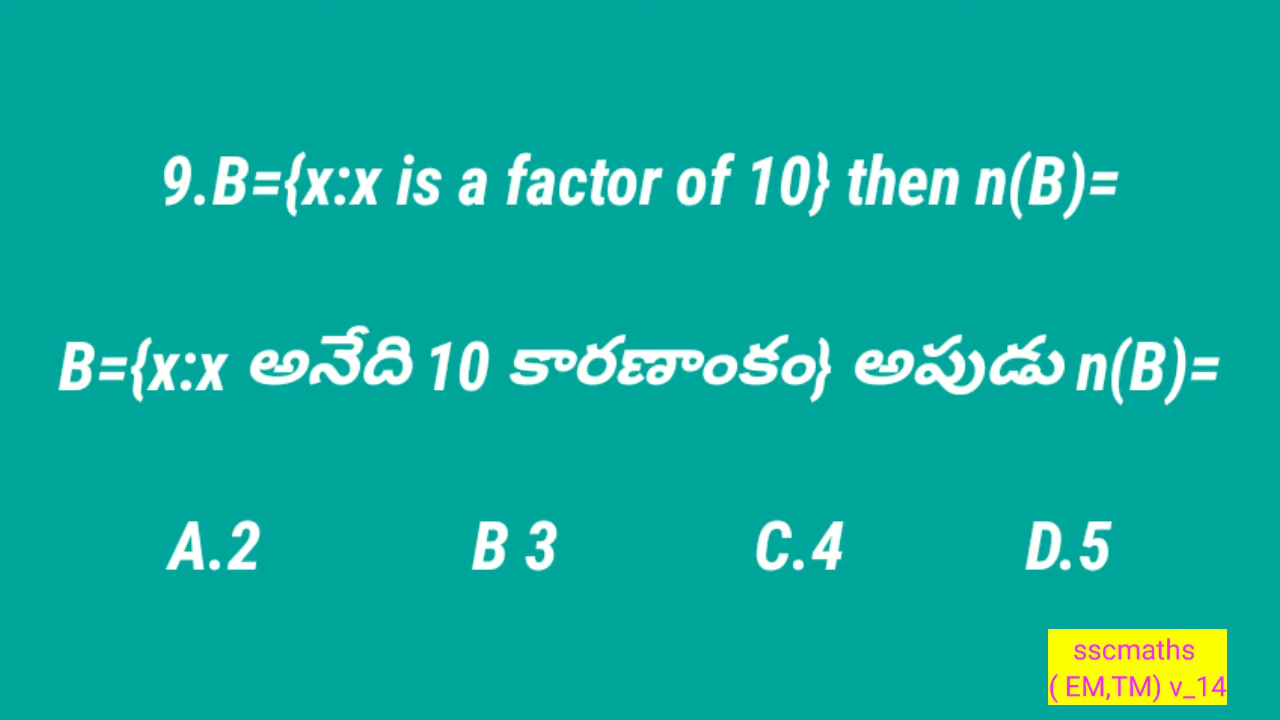 9.B={x:x is a factor of 10} then n(B)=
B={x:x అనేది 10 కారణాంకం} అపుడు n(B)=
A.2 B 3 C.4 D.5
sscmaths
( EM,TM) v_14